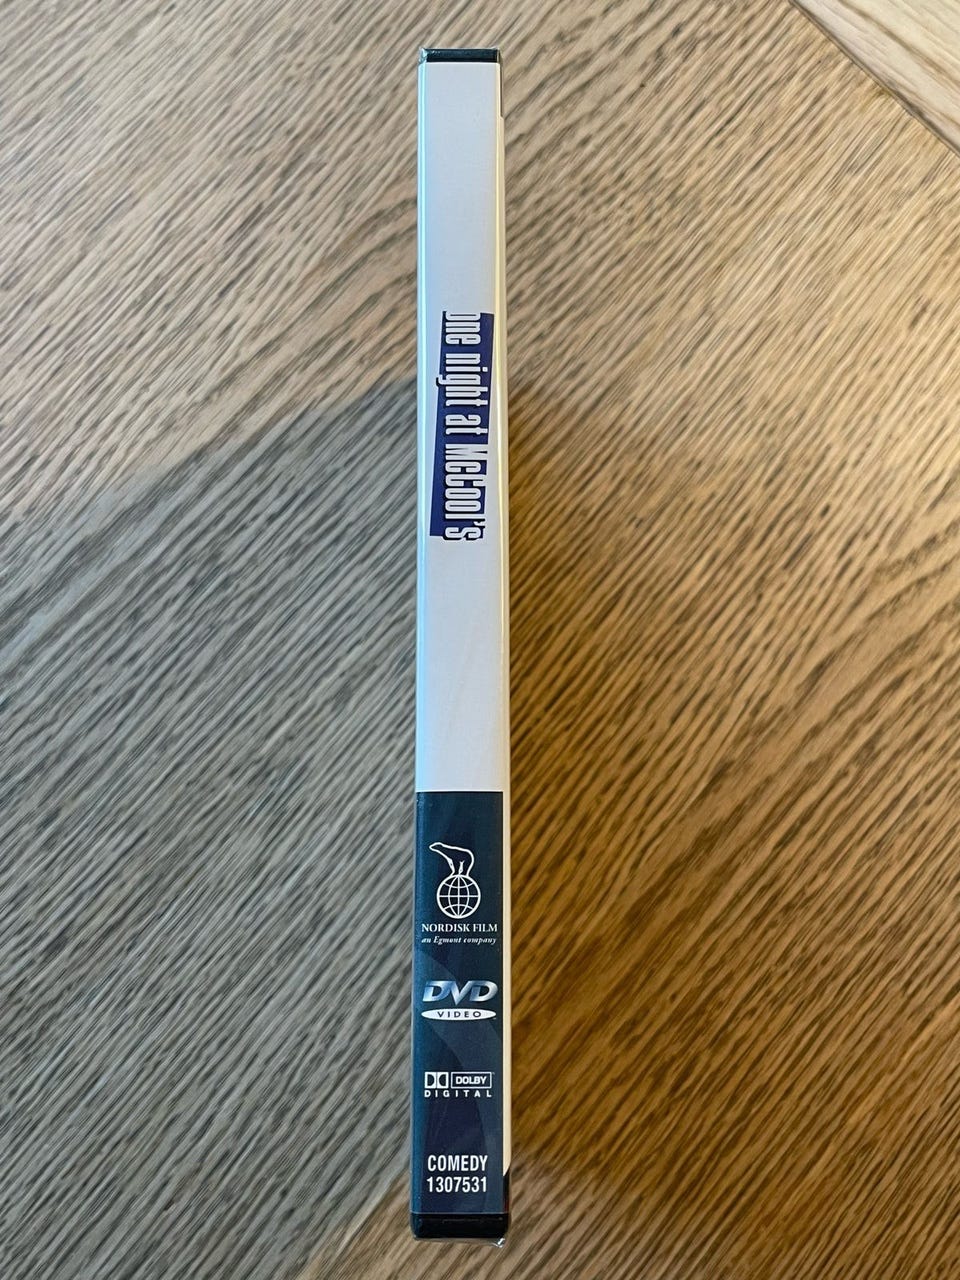 one night at McCool's
NORDISK FILM
an Egmont company
DVD
VIDEO
DOLBY
DIGITAL
COMEDY
1307531